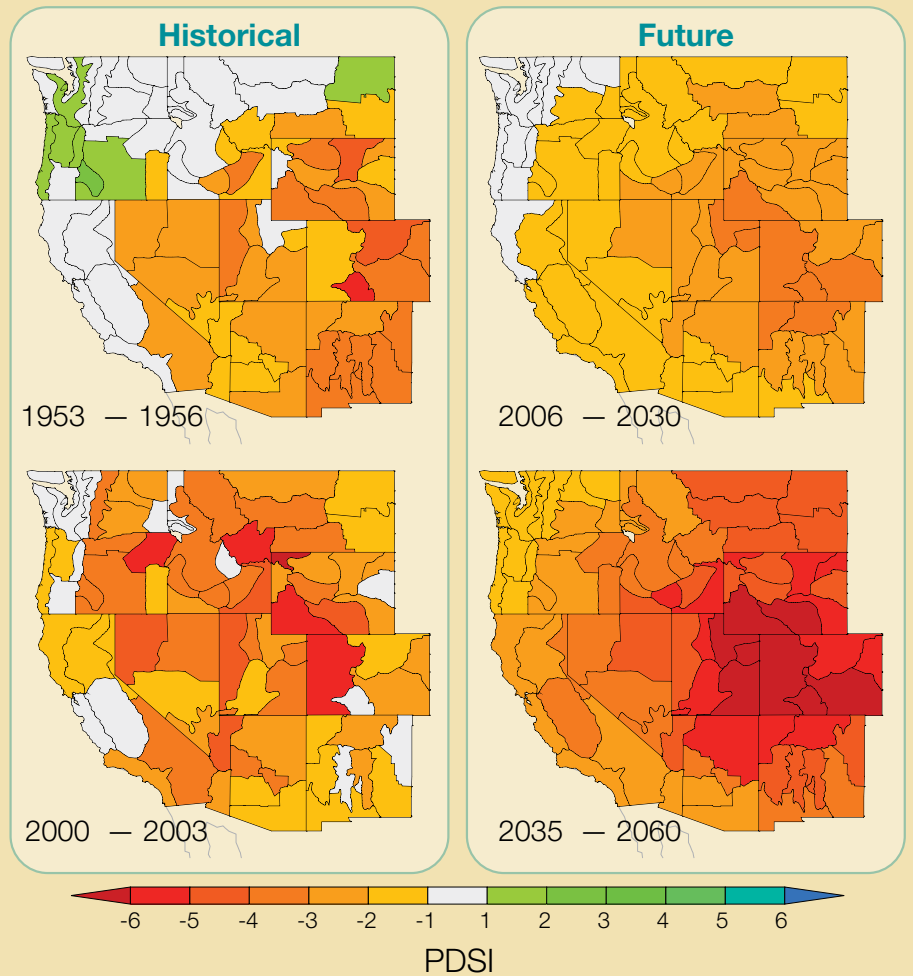 Historical
Future
1953 — 1956
2006 — 2030
2000 — 2003
2035 — 2060
-6 -5 -4 -3 -2 -1 1 2 3 4 5 6
PDSI